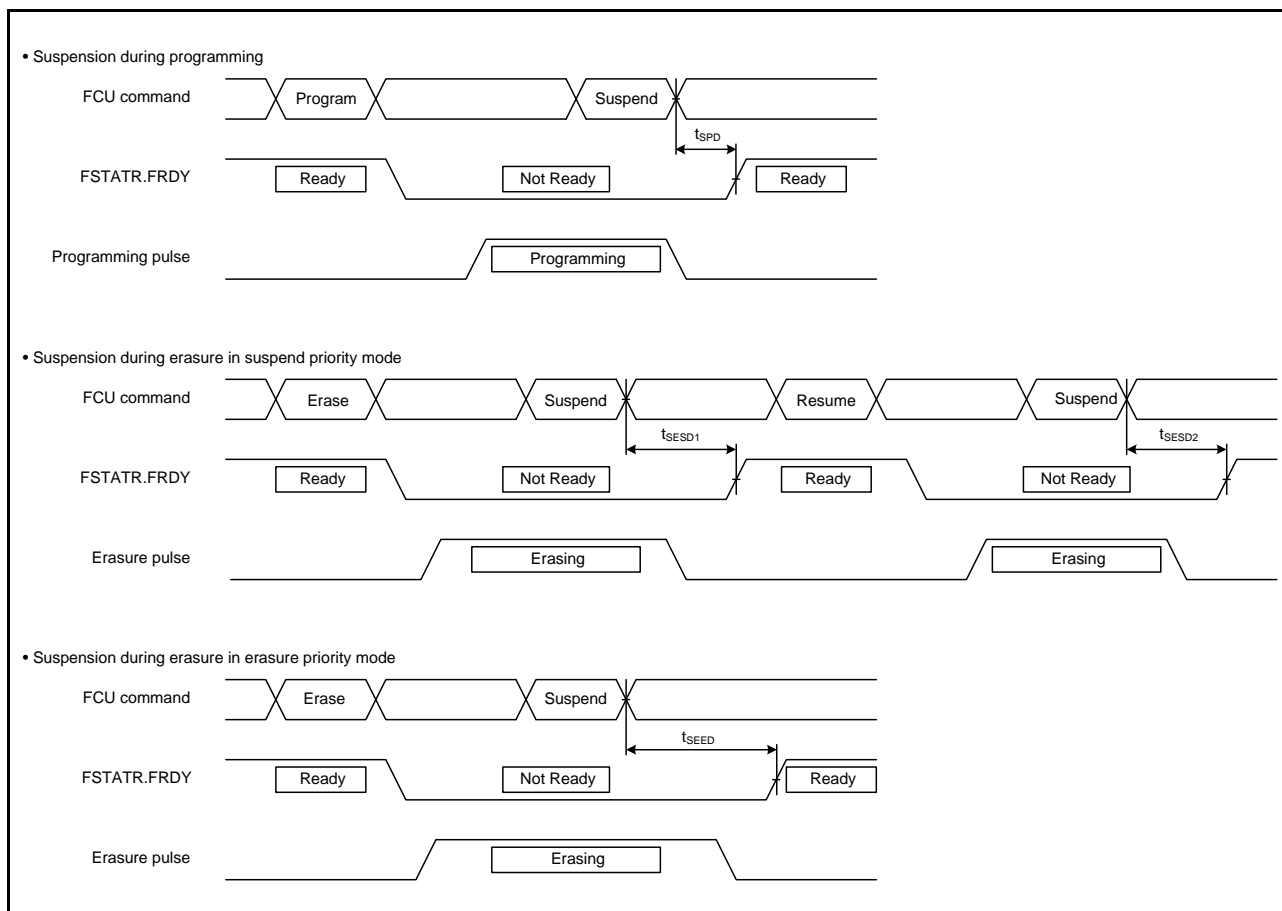 • Suspension during programming
FCU command
Program
Suspend
tSPD
FSTATR.FRDY
Ready
Not Ready
Ready
Programming pulse
Programming
• Suspension during erasure in suspend priority mode
FCU command
Erase
Suspend
Resume
Suspend
tSESD1
tSESD2
FSTATR.FRDY
Ready
Not Ready
Ready
Not Ready
Erasure pulse
Erasing
Erasing
• Suspension during erasure in erasure priority mode
FCU command
Erase
Suspend
tSEED
FSTATR.FRDY
Ready
Not Ready
Ready
Erasure pulse
Erasing